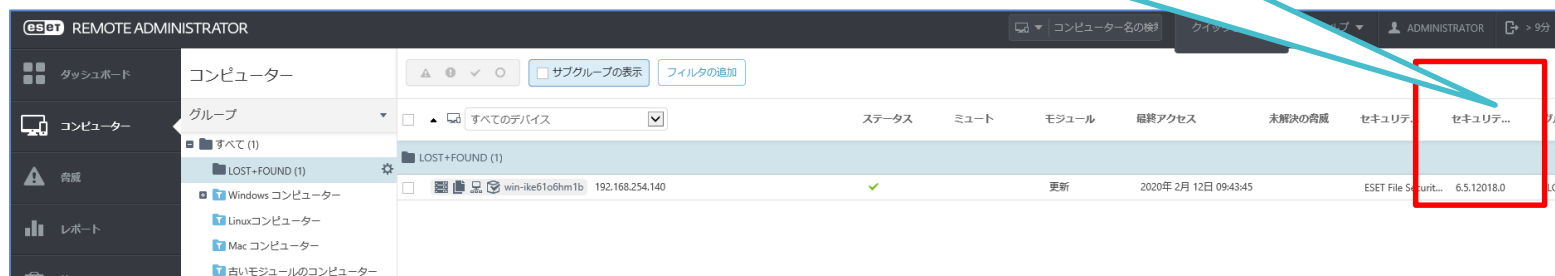 eset REMOTE ADMINISTRATOR コンピューター名の検 ADMINISTRATOR > 9分
ダッシュボード
コンピューター
脅威
レポート
コンピューター
グループ
すべて (1)
LOST+FOUND (1)
Windows コンピューター
Linuxコンピューター
Mac コンピューター
古いモジュールのコンピューター
サブグループの表示 フィルタの追加
すべてのデバイス ステータス ミュート モジュール 最終アクセス 未解決の脅威 セキュリテ... セキュリテ...
LOST+FOUND (1)
win-ike61o6hm1b 192.168.254.140 更新 2020年 2月 12日 09:43:45 ESET File Securit... 6.5.12018.0